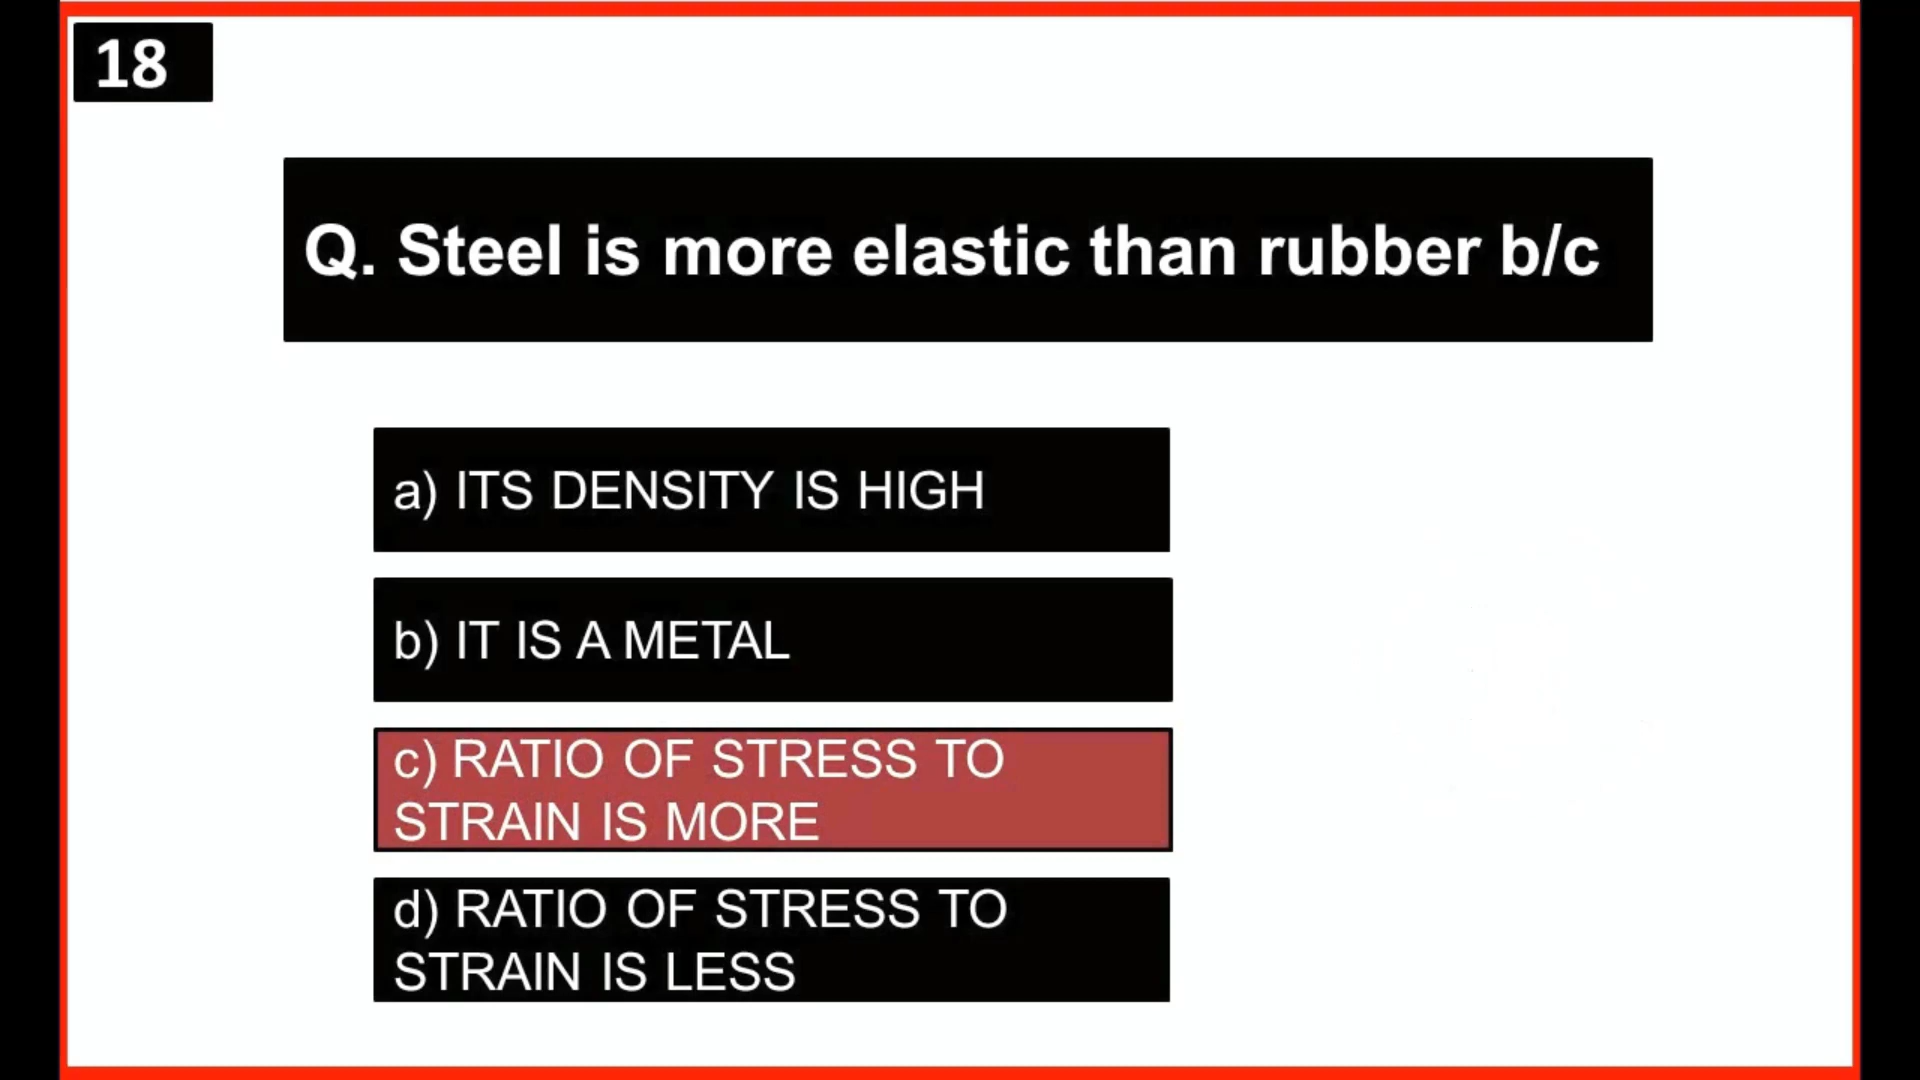 18
Q. Steel is more elastic than rubber b/c
a) ITS DENSITY IS HIGH
b) IT IS A METAL
c) RATIO OF STRESS TO
STRAIN IS MORE
d) RATIO OF STRESS TO
STRAIN IS LESS